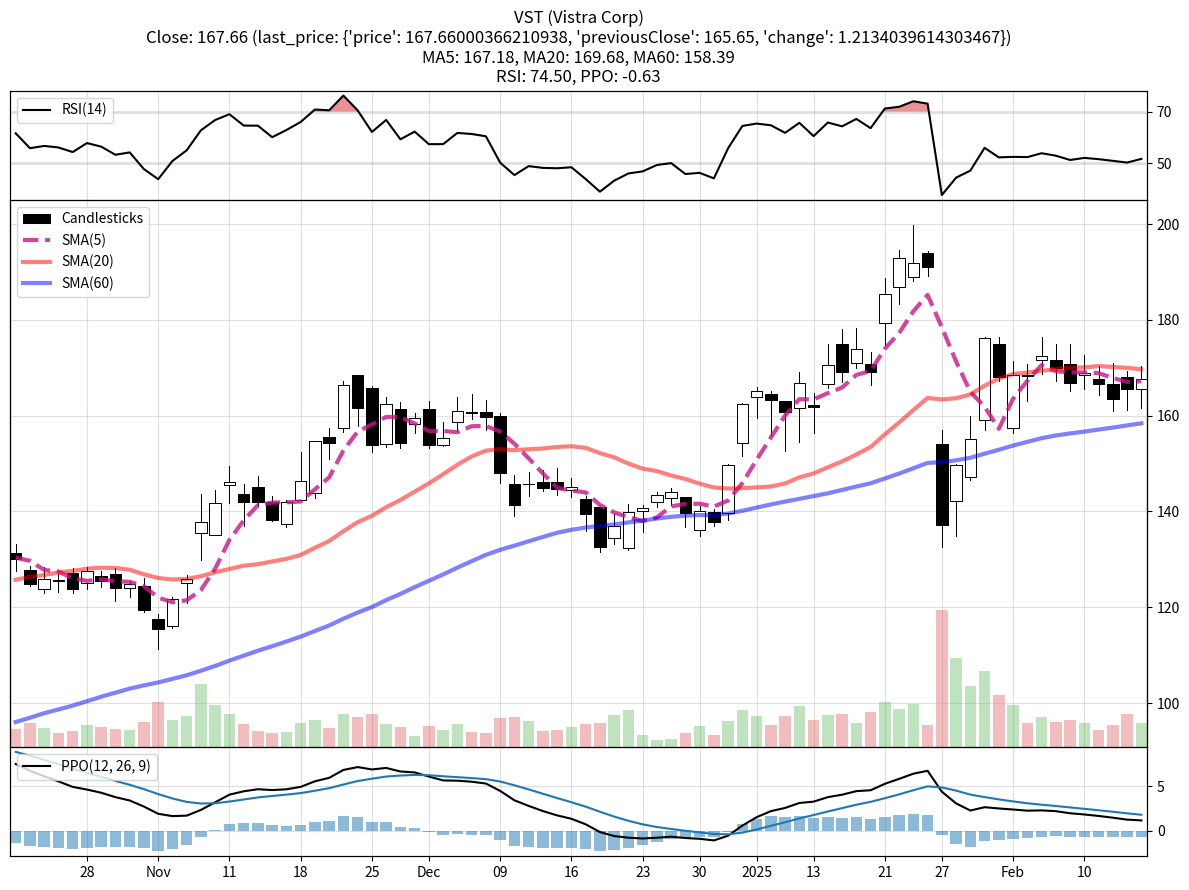 VST (Vistra Corp)
Close: 167.66 (last_price: {'price': 167.66000366210938, 'previousClose': 165.65, 'change': 1.2134039614303467})
MA5: 167.18, MA20: 169.68, MA60: 158.39
RSI: 74.50, PPO: -0.63
RSI(14)
70
50
Candlesticks
SMA(5)
SMA(20)
SMA(60)
200
180
160
140
120
100
PPO(12, 26, 9)
5
0
28 Nov 11 18 25 Dec 09 16 23 30 2025 13 21 27 Feb 10